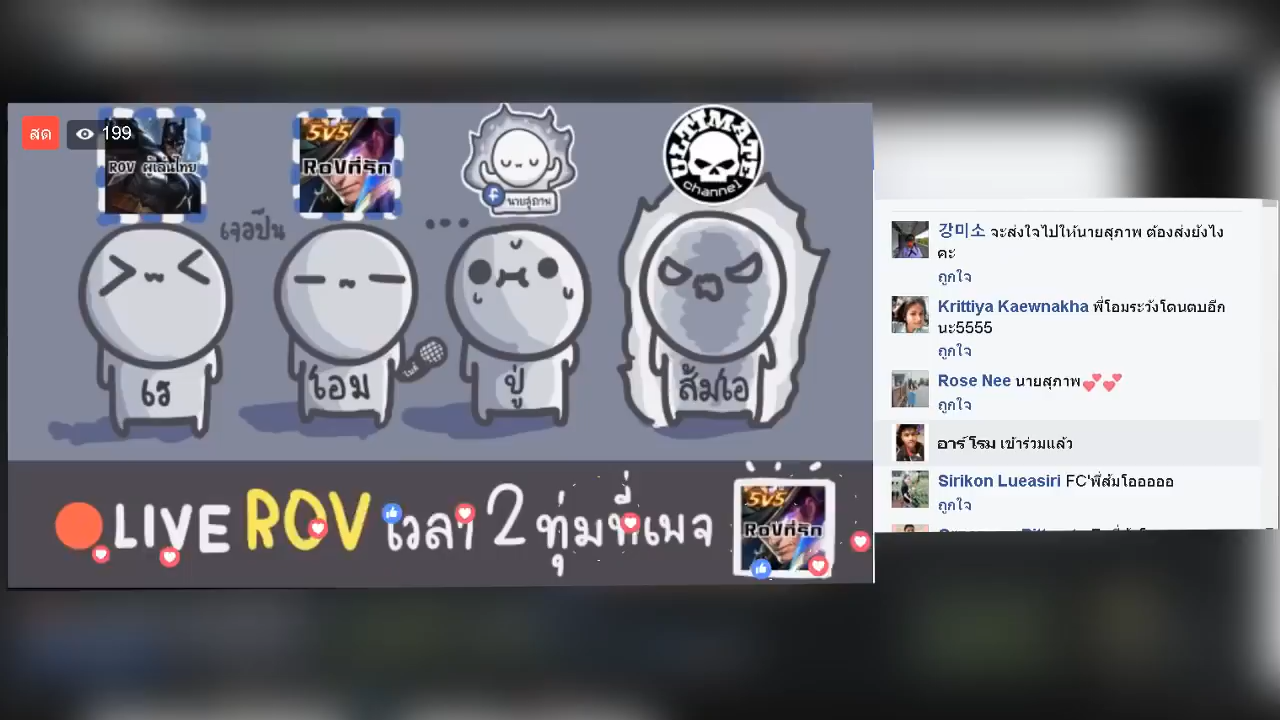 สด
199
ROV ผู้เล่นไทย
5V5
RoVที่รัก
นายสุภาพ
ULTIMATE
channel
เจอปืน
...
เร
โอม
ไมค์
ปู่
ส้มโอ
LIVE ROV เวลา 2 ทุ่มที่เพจ
5V5
RoVที่รัก
강미소 จะส่งใจไปให้นายสุภาพ ต้องส่งยังไง
คะ
ถูกใจ
Krittiya Kaewnakha พี่โอมระวังโดนตบอีก
นะ5555
ถูกใจ
Rose Nee นายสุภาพ💕💕
ถูกใจ
อาร์ โรม เข้าร่วมแล้ว
Sirikon Lueasiri FC'พี่ส้มโออออออ
ถูกใจ